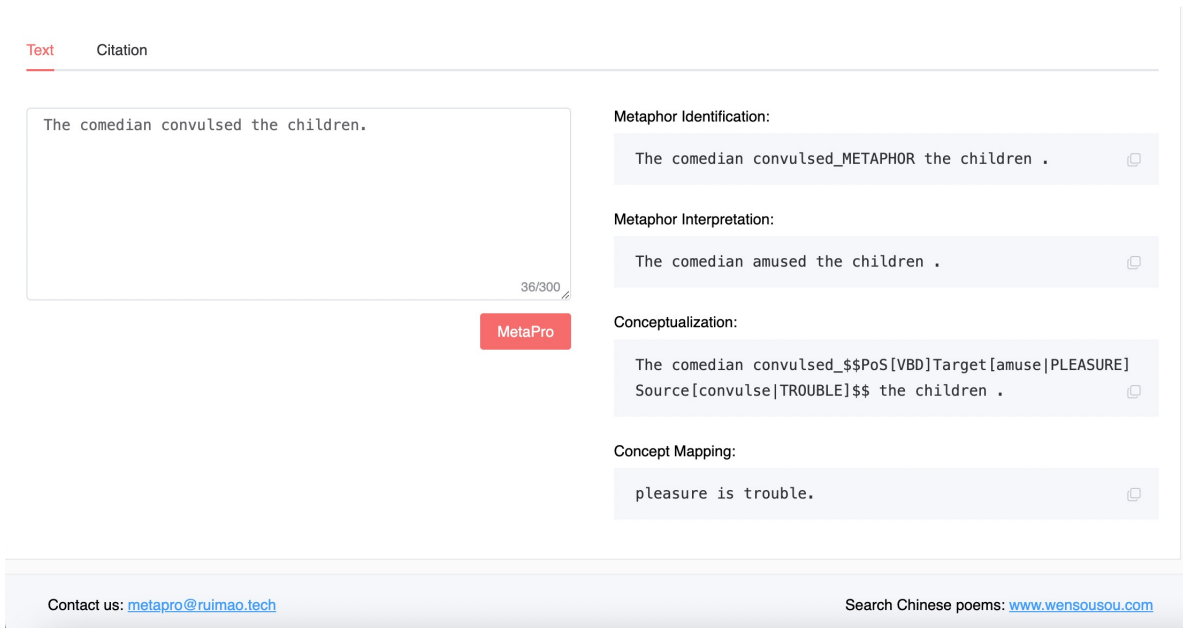 Text Citation
The comedian convulsed the children.
36/300
MetaPro
Metaphor Identification:
The comedian convulsed_METAPHOR the children .
Metaphor Interpretation:
The comedian amused the children .
Conceptualization:
The comedian convulsed_$$PoS[VBD]Target[amuse|PLEASURE]
Source[convulse|TROUBLE]$$ the children .
Concept Mapping:
pleasure is trouble.
Contact us: metapro@ruimao.tech
Search Chinese poems: www.wensousou.com